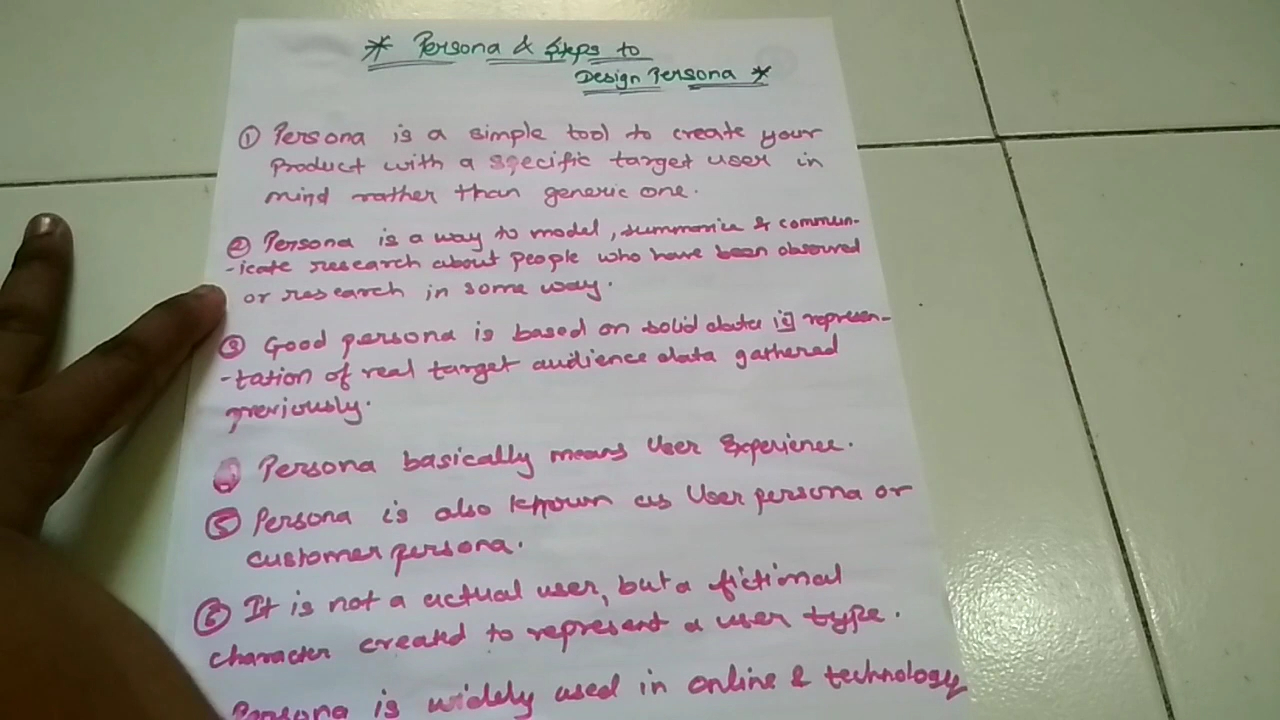 * Persona & Steps to
Design Persona *
① Persona is a simple tool to create your
Product with a specific target user in
mind rather than generic one.
② Persona is a way to model, summarize & commun-
-icate research about people who have been observed
or research in some way.
③ Good persona is based on solid data is represen-
-tation of real target audience data gathered
previously.
Persona basically means User Experience.
⑤ Persona is also known as User persona or
customer persona.
⑥ It is not a actual user, but a fictional
character created to represent a user type.
Persona is widely used in online & technology